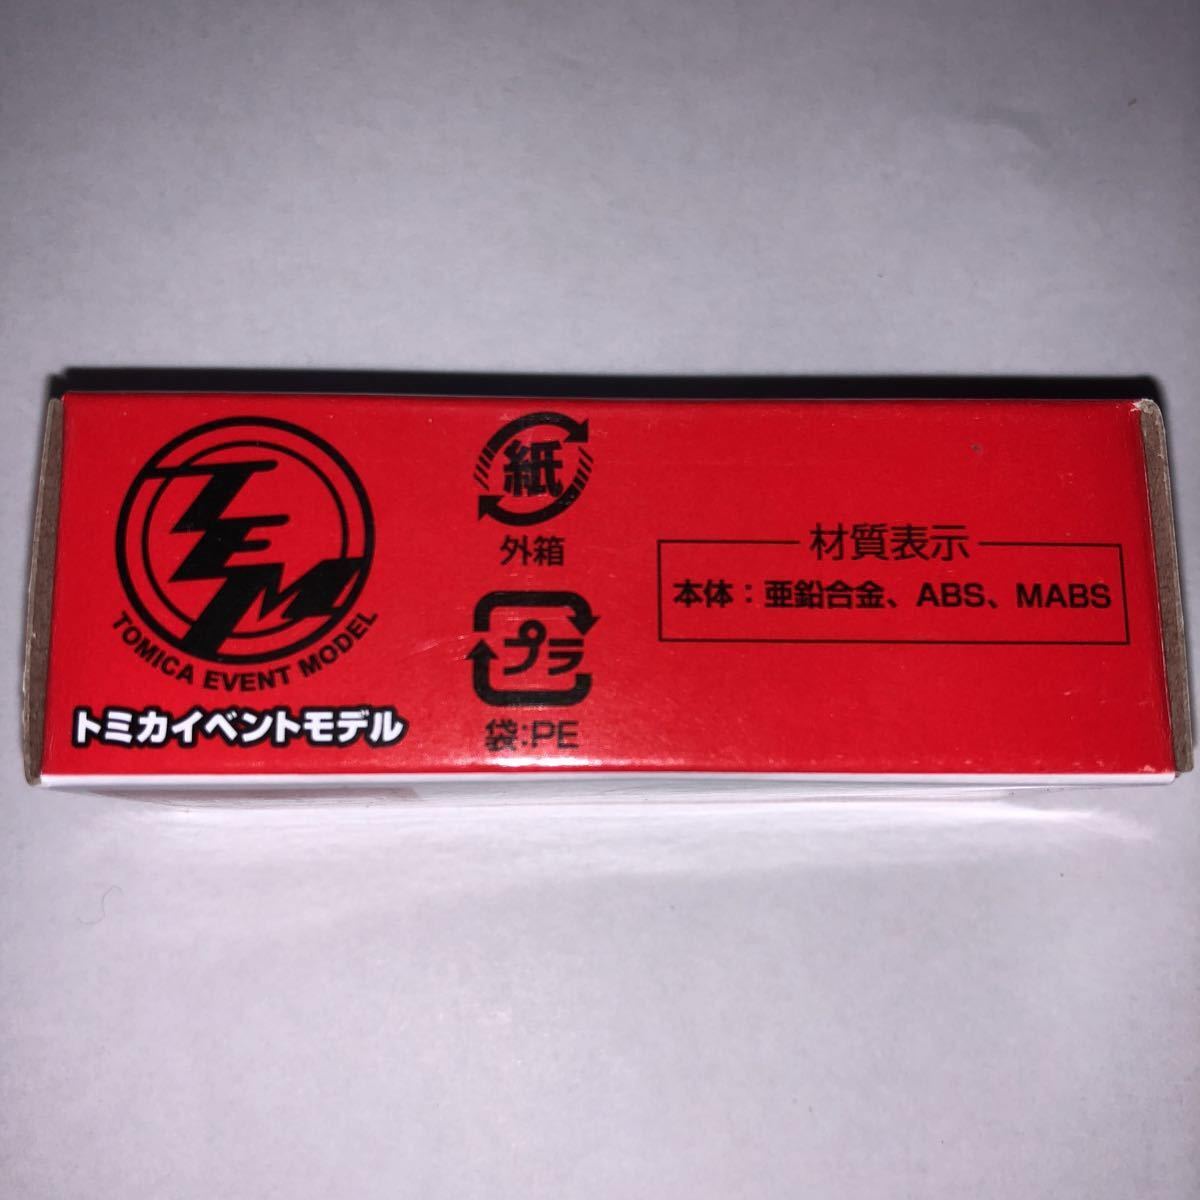 TEM
TOMICA EVENT MODEL
トミカイベントモデル
紙
外箱
プラ
袋:PE
材質表示
本体：亜鉛合金、ABS、MABS